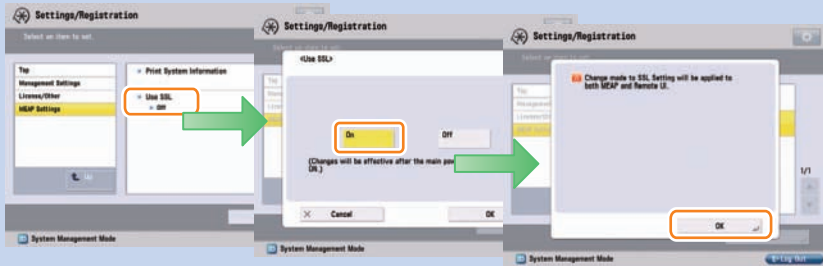 Settings/Registration
Select an item to set.
Top
Management Settings
License/Other
MEAP Settings
Print System Information
Use SSL
Off
System Management Mode
Settings/Registration
<Use SSL>
On
Off
(Changes will be effective after the main pow
ON.)
Cancel
OK
System Management Mode
Settings/Registration
Change made to SSL Setting will be applied to
both MEAP and Remote UI.
1/1
OK
System Management Mode
Log Out